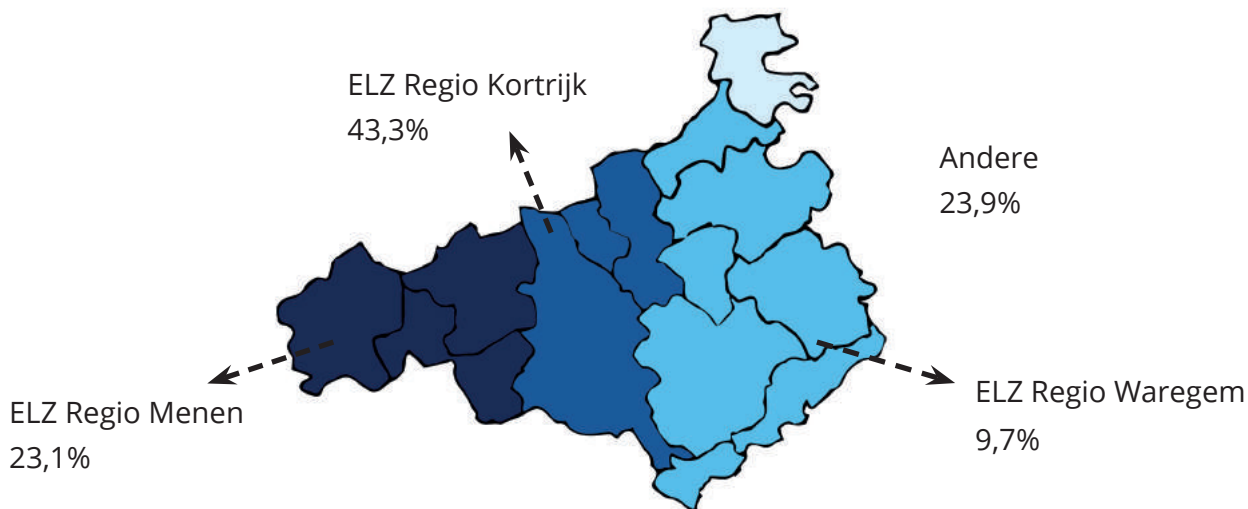 ELZ Regio Kortrijk
43,3%
Andere
23,9%
ELZ Regio Menen
23,1%
ELZ Regio Waregem
9,7%